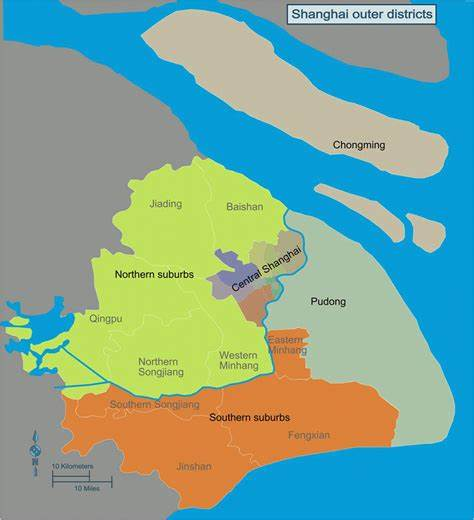 Shanghai outer districts
Chongming
Jiading
Baishan
Central Shanghai
Northern suburbs
Pudong
Qingpu
Eastern
Minhang
Western
Minhang
Northern
Songjiang
Southern Songjiang
Southern suburbs
Fengxian
Jinshan
N
10 Kilometers
10 Miles